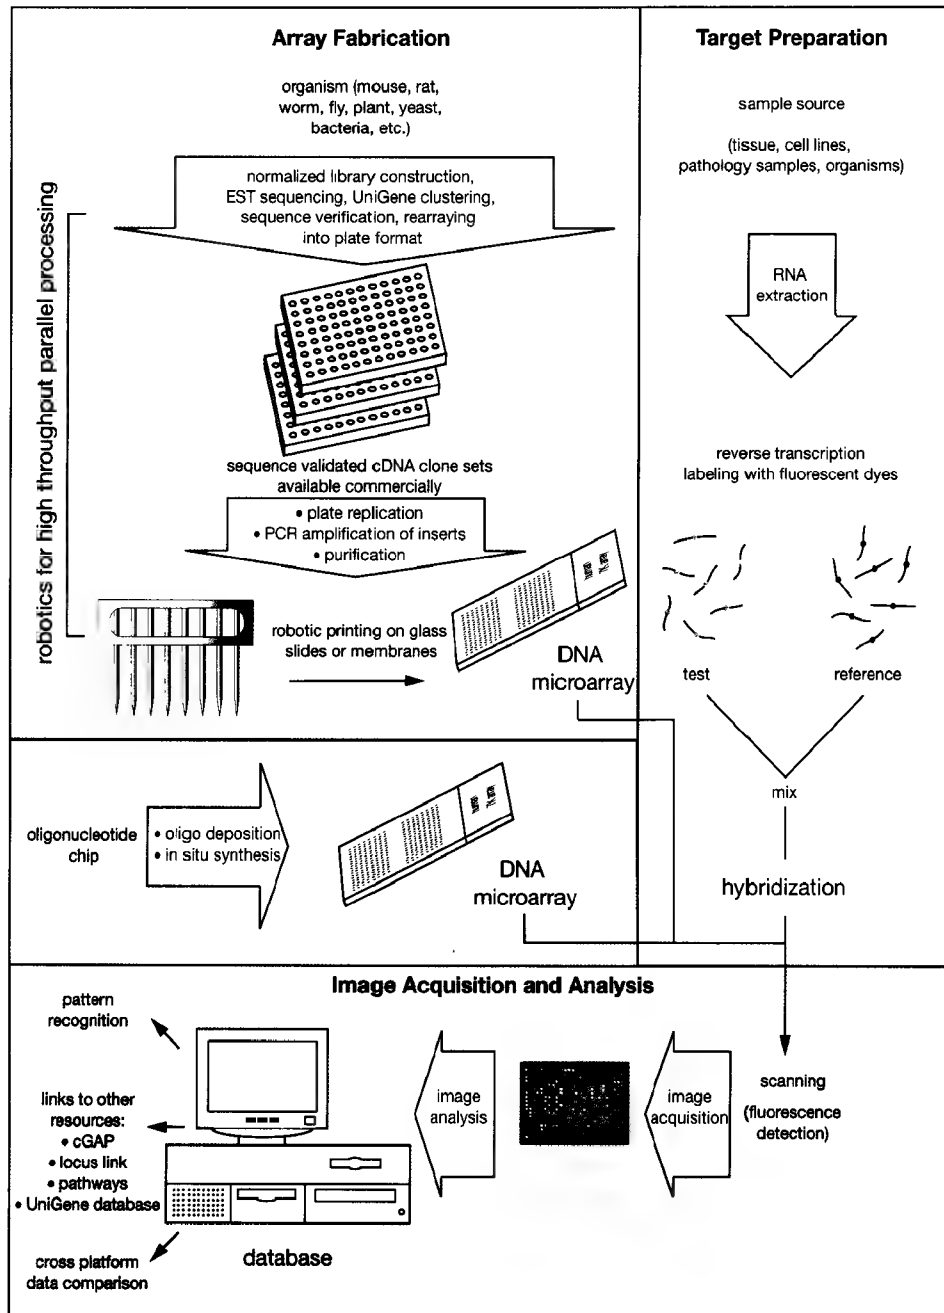 Array Fabrication
organism (mouse, rat,
worm, fly, plant, yeast,
bacteria, etc.)
normalized library construction,
EST sequencing, UniGene clustering,
sequence verification, rearraying
into plate format
robotics for high throughput parallel processing
sequence validated cDNA clone sets
available commercially
• plate replication
• PCR amplification of inserts
• purification
robotic printing on glass
slides or membranes
DNA
microarray
Target Preparation
sample source
(tissue, cell lines,
pathology samples, organisms)
RNA
extraction
reverse transcription
labeling with fluorescent dyes
test
reference
mix
hybridization
oligonucleotide
chip
• oligo deposition
• in situ synthesis
DNA
microarray
Image Acquisition and Analysis
pattern
recognition
links to other
resources:
• cGAP
• locus link
• pathways
• UniGene database
cross platform
data comparison
database
image
analysis
image
acquisition
scanning
(fluorescence
detection)